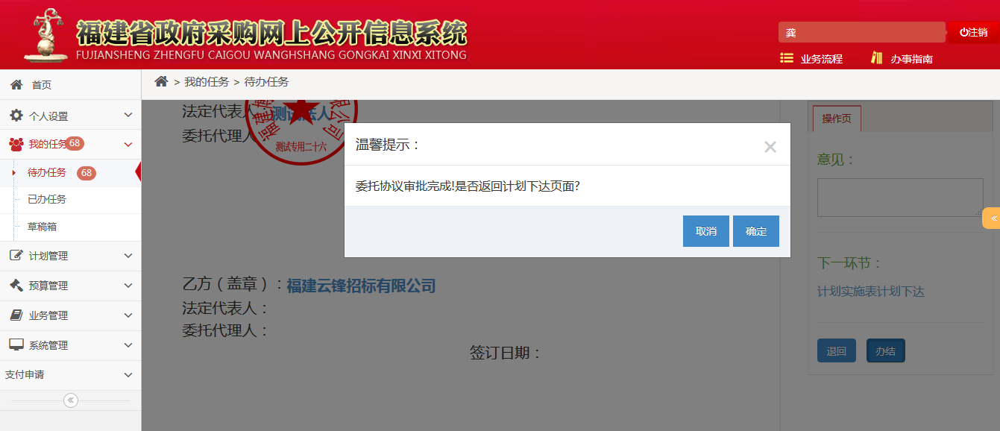 福建省政府采购网上公开信息系统
FUJIANSHENG ZHENGFU CAIGOU WANGHSHANG GONGKAI XINXI XITONG
龚
注销
业务流程
办事指南
首页
个人设置
我的任务 68
待办任务 68
已办任务
草稿箱
计划管理
预算管理
业务管理
系统管理
支付申请
> 我的任务 > 待办任务
法定代表人：测试法人
委托代理人
测试专用二十六
温馨提示：
×
委托协议审批完成!是否返回计划下达页面?
取消
确定
乙方（盖章）：福建云锋招标有限公司
法定代表人：
委托代理人：
签订日期：
操作页
意见：
下一环节：
计划实施表计划下达
退回
办结